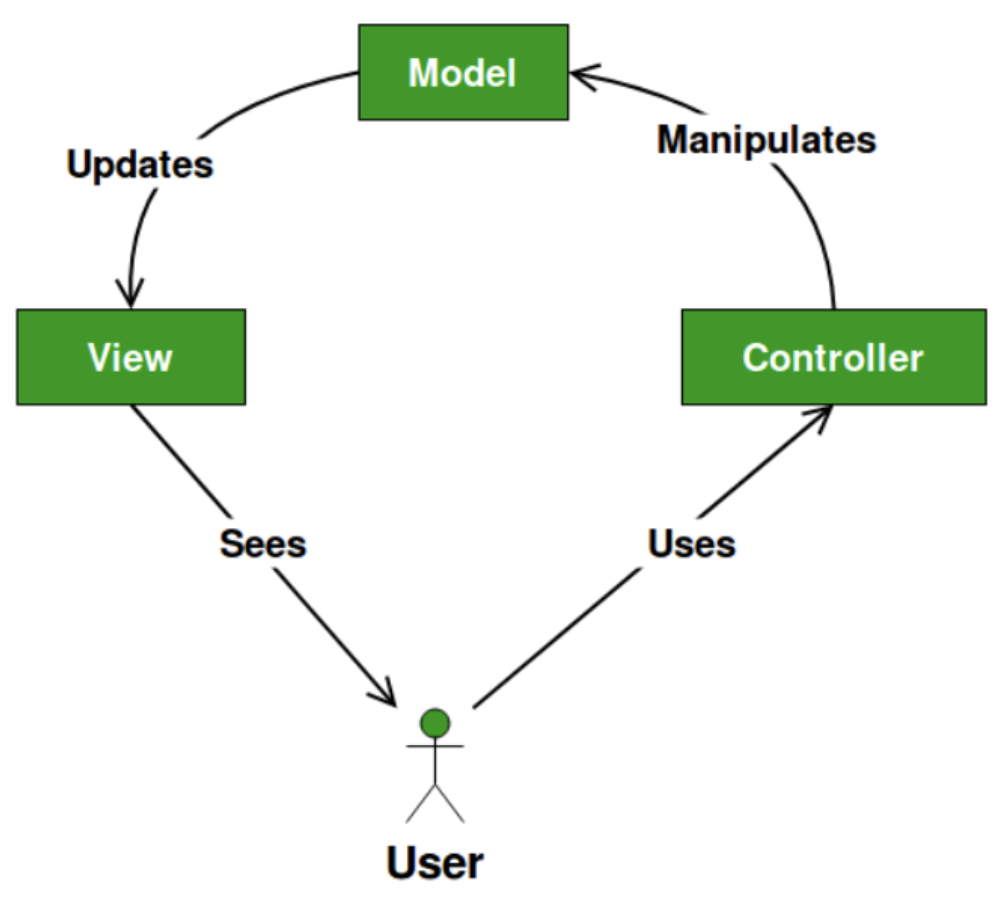 Model
Manipulates
Updates
View
Controller
Sees
Uses
User